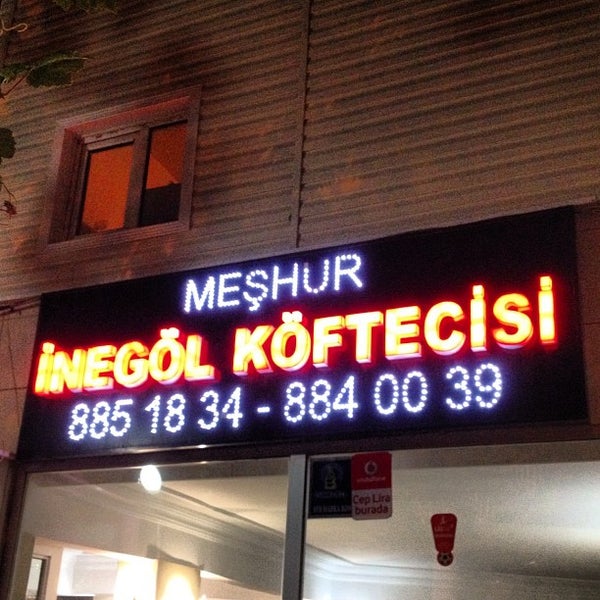 MEŞHUR
İNEGÖL KÖFTECİSİ
885 18 34 - 884 00 39
vodafone
Cep Lira
burada